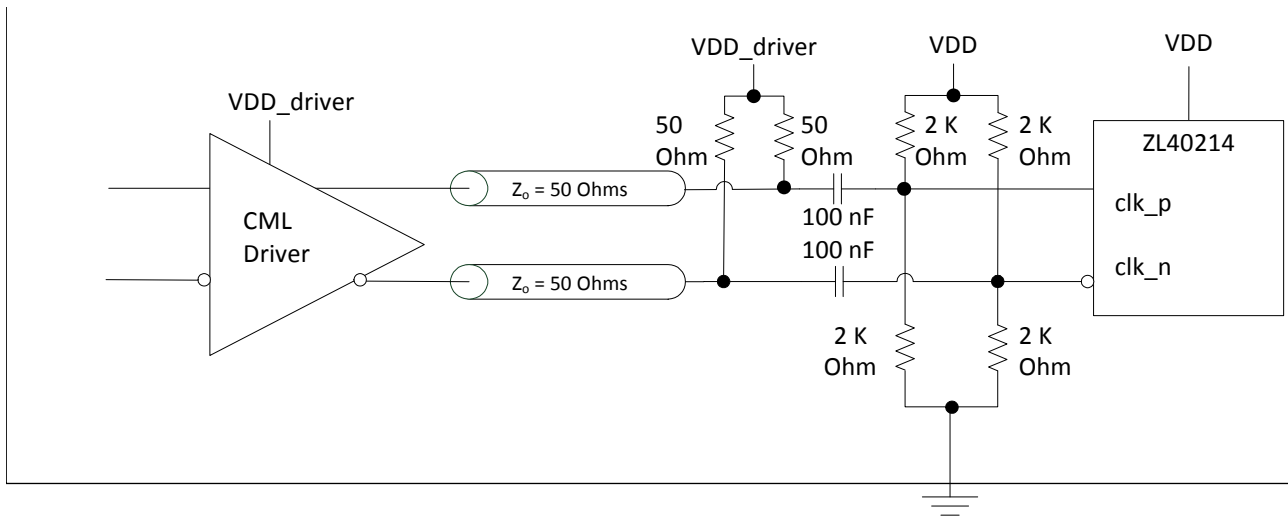 VDD_driver
VDD
VDD
VDD_driver
50
Ohm
50
Ohm
2 K
Ohm
2 K
Ohm
ZL40214
Zo = 50 Ohms
clk_p
CML
Driver
100 nF
100 nF
clk_n
Zo = 50 Ohms
2 K
Ohm
2 K
Ohm